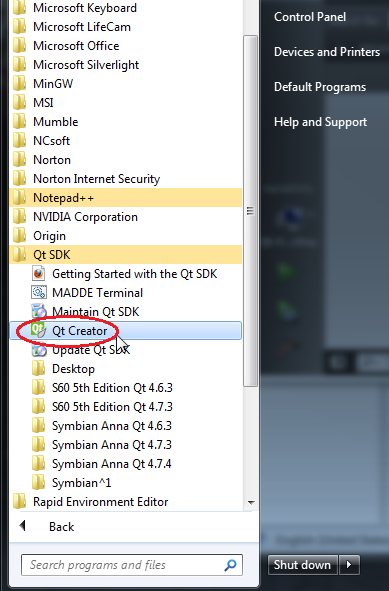 Microsoft Keyboard
Microsoft LifeCam
Microsoft Office
Microsoft Silverlight
MinGW
MSI
Mumble
NCsoft
Norton
Norton Internet Security
Notepad++
NVIDIA Corporation
Origin
Qt SDK
Getting Started with the Qt SDK
MADDE Terminal
Maintain Qt SDK
Qt Creator
Update Qt SDK
Desktop
S60 5th Edition Qt 4.6.3
S60 5th Edition Qt 4.7.3
Symbian Anna Qt 4.6.3
Symbian Anna Qt 4.7.3
Symbian Anna Qt 4.7.4
Symbian^1
Rapid Environment Editor
Back
Search programs and files
Control Panel
Devices and Printers
Default Programs
Help and Support
English (United States)
Shut down